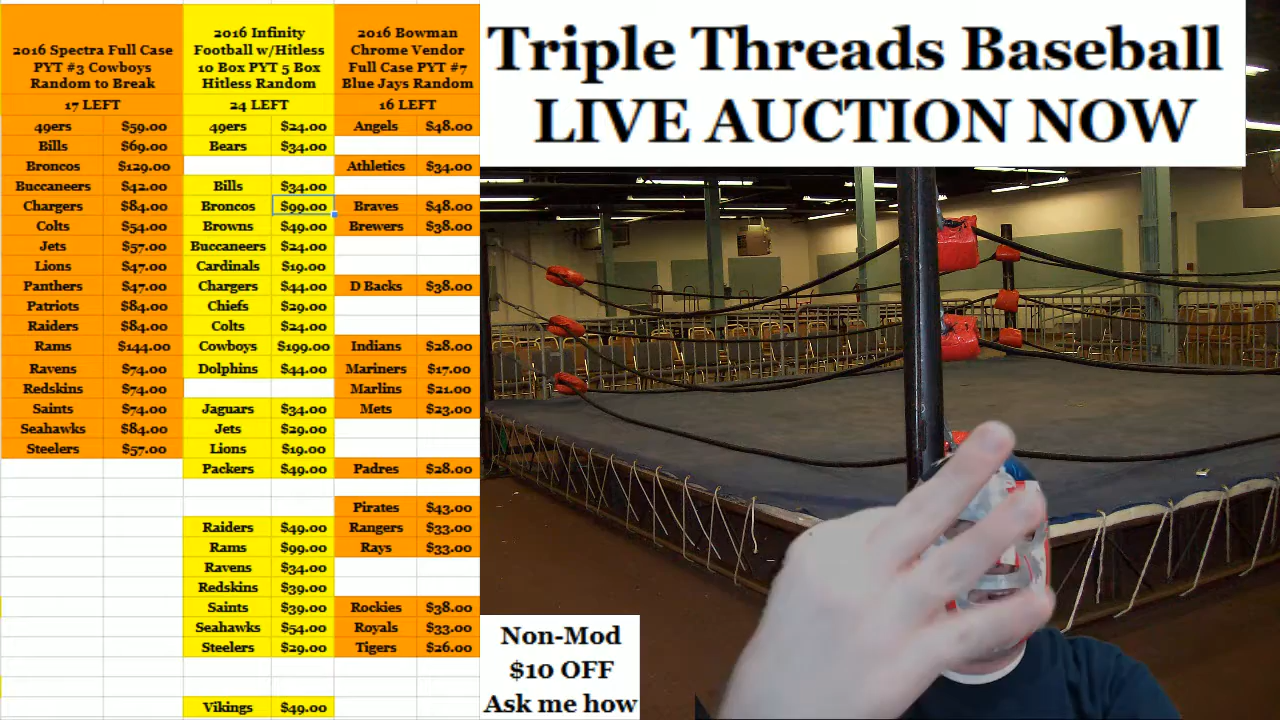 2016 Spectra Full Case
PYT #3 Cowboys
Random to Break
17 LEFT
49ers $59.00
Bills $69.00
Broncos $129.00
Buccaneers $42.00
Chargers $84.00
Colts $54.00
Jets $57.00
Lions $47.00
Panthers $47.00
Patriots $84.00
Raiders $84.00
Rams $144.00
Ravens $74.00
Redskins $74.00
Saints $74.00
Seahawks $84.00
Steelers $57.00
2016 Infinity
Football w/Hitless
10 Box PYT 5 Box
Hitless Random
24 LEFT
49ers $24.00
Bears $34.00
Bills $34.00
Broncos $99.00
Browns $49.00
Buccaneers $24.00
Cardinals $19.00
Chargers $44.00
Chiefs $29.00
Colts $24.00
Cowboys $199.00
Dolphins $44.00
Jaguars $34.00
Jets $29.00
Lions $19.00
Packers $49.00
Raiders $49.00
Rams $99.00
Ravens $34.00
Redskins $39.00
Saints $39.00
Seahawks $54.00
Steelers $29.00
Vikings $49.00
2016 Bowman
Chrome Vendor
Full Case PYT #7
Blue Jays Random
16 LEFT
Angels $48.00
Athletics $34.00
Braves $48.00
Brewers $38.00
D Backs $38.00
Indians $28.00
Mariners $17.00
Marlins $21.00
Mets $23.00
Padres $28.00
Pirates $43.00
Rangers $33.00
Rays $33.00
Rockies $38.00
Royals $33.00
Tigers $26.00
Triple Threads Baseball
LIVE AUCTION NOW
Non-Mod
$10 OFF
Ask me how